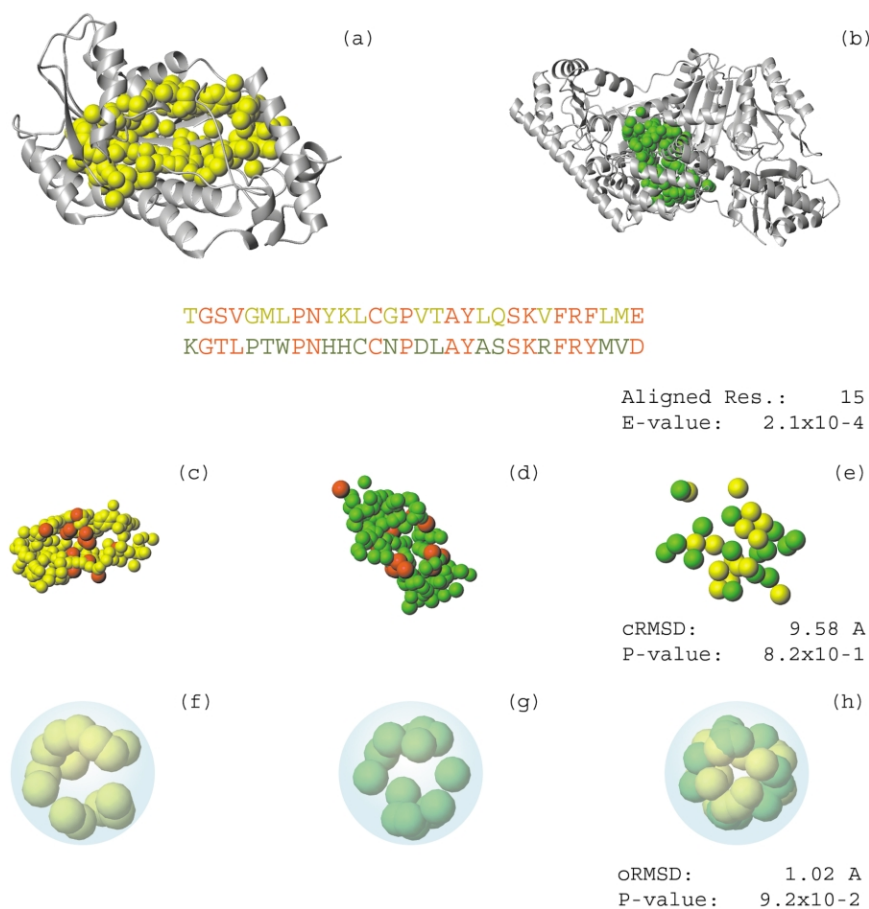 (a) (b)
TGSVGMLPNYKLCGPVTAYLQSKVFRFLME
KGTLPTWPNHHCCNPDLAYASSKRFRYMVD
Aligned Res.: 15
E-value: 2.1x10-4
(c) (d) (e)
cRMSD: 9.58 A
P-value: 8.2x10-1
(f) (g) (h)
oRMSD: 1.02 A
P-value: 9.2x10-2